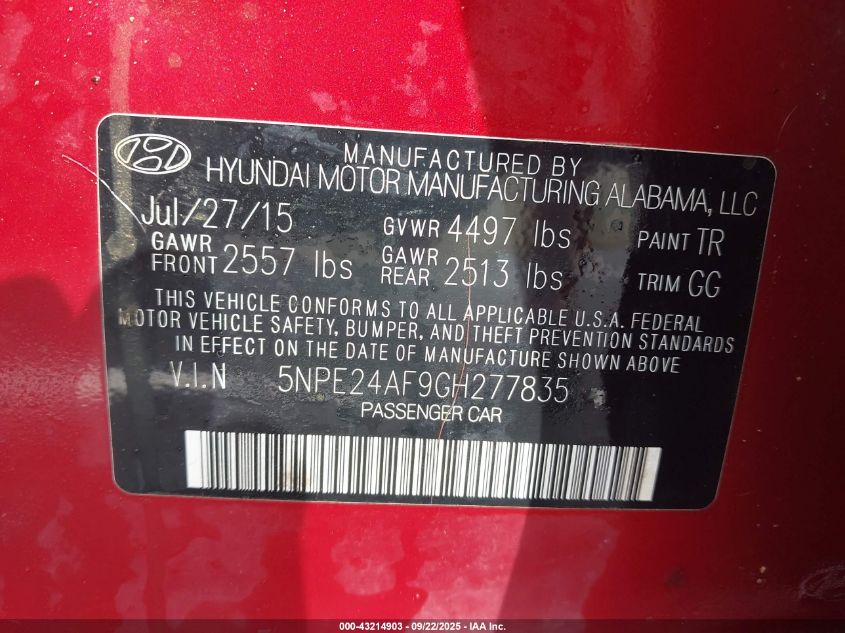 MANUFACTURED BY
HYUNDAI MOTOR MANUFACTURING ALABAMA, LLC
Jul/27/15 GVWR 4497 lbs PAINT TR
GAWR FRONT 2557 lbs GAWR REAR 2513 lbs TRIM GG
THIS VEHICLE CONFORMS TO ALL APPLICABLE U.S.A. FEDERAL
MOTOR VEHICLE SAFETY, BUMPER, AND THEFT PREVENTION STANDARDS
IN EFFECT ON THE DATE OF MANUFACTURE SHOWN ABOVE
V.I.N 5NPE24AF9GH277835
PASSENGER CAR
000-43214903 - 09/22/2025 - IAA Inc.